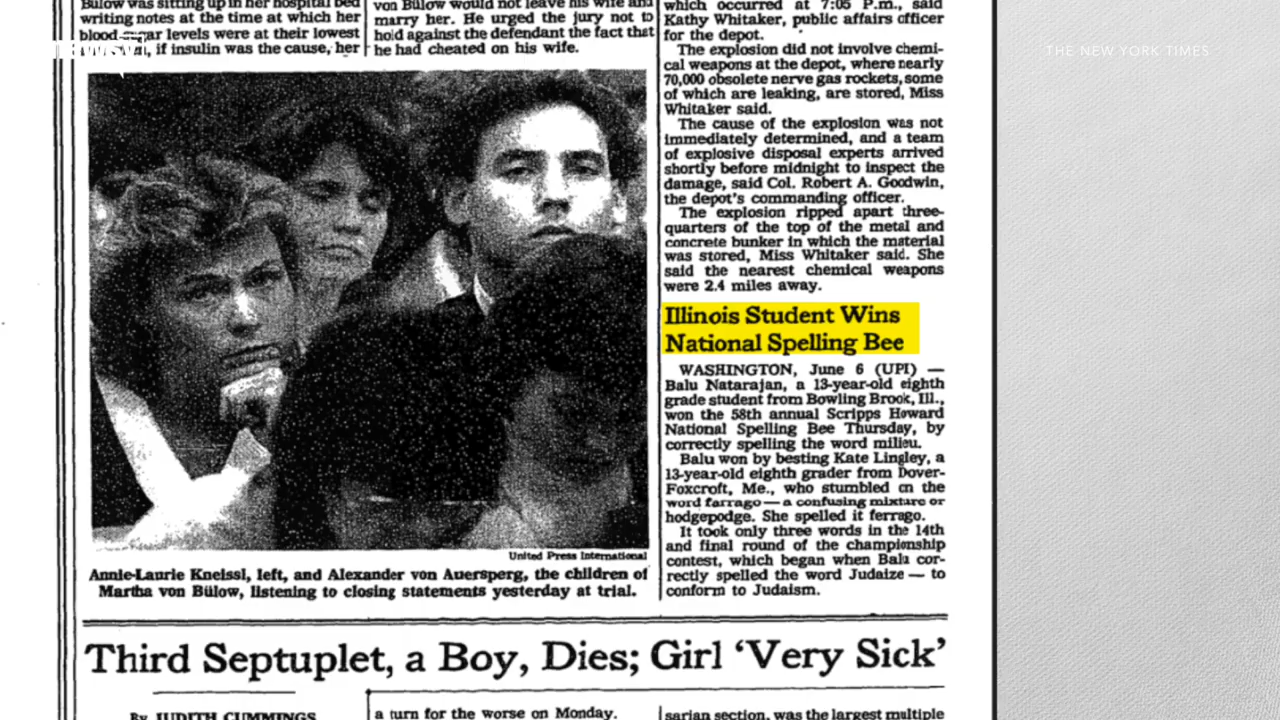 Bülow was sitting up in her hospital bed
writing notes at the time at which her
blood sugar levels were at their lowest
if insulin was the cause, her
von Bülow would not leave his wife and
marry her. He urged the jury not to
hold against the defendant the fact that
he had cheated on his wife.
NEWSY
THE NEW YORK TIMES
United Press International
Annie-Laurie Kneissl, left, and Alexander von Auersperg, the children of
Martha von Bülow, listening to closing statements yesterday at trial.
which occurred at 7:05 P.m., said
Kathy Whitaker, public affairs officer
for the depot.
The explosion did not involve chemi-
cal weapons at the depot, where nearly
70,000 obsolete nerve gas rockets, some
of which are leaking, are stored, Miss
Whitaker said.
The cause of the explosion was not
immediately determined, and a team
of explosive disposal experts arrived
shortly before midnight to inspect the
damage, said Col. Robert A. Goodwin,
the depot's commanding officer.
The explosion ripped apart three-
quarters of the top of the metal and
concrete bunker in which the material
was stored, Miss Whitaker said. She
said the nearest chemical weapons
were 2.4 miles away.
Illinois Student Wins
National Spelling Bee
WASHINGTON, June 6 (UPI) —
Balu Natarajan, a 13-year-old eighth
grade student from Bowling Brook, Ill.,
won the 58th annual Scripps Howard
National Spelling Bee Thursday, by
correctly spelling the word milieu.
Balu won by besting Kate Lingley, a
13-year-old eighth grader from Dover-
Foxcroft, Me., who stumbled on the
word farrago — a confusing mixture or
hodgepodge. She spelled it ferrago.
It took only three words in the 14th
and final round of the championship
contest, which began when Balu cor-
rectly spelled the word Judaize — to
conform to Judaism.
Third Septuplet, a Boy, Dies; Girl 'Very Sick'
By JUDITH CUMMINGS
a turn for the worse on Monday.
sarian section, was the largest multiple